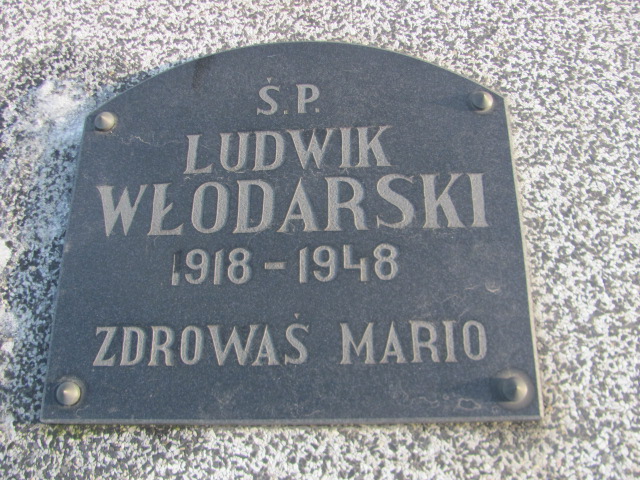 Ś.P.
LUDWIK
WŁODARSKI
1918-1948
ZDROWAŚ MARIO